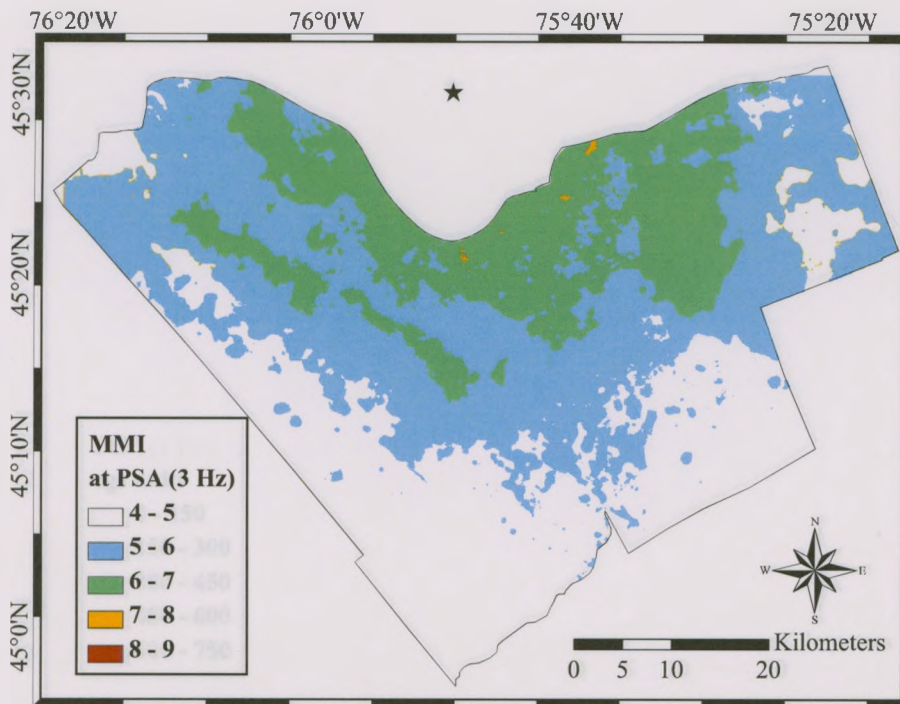 76°20'W 76°0'W 75°40'W 75°20'W
45°30'N
45°20'N
45°10'N
45°0'N
MMI
at PSA (3 Hz)
4 - 5
5 - 6
6 - 7
7 - 8
8 - 9
N
W E
S
Kilometers
0 5 10 20